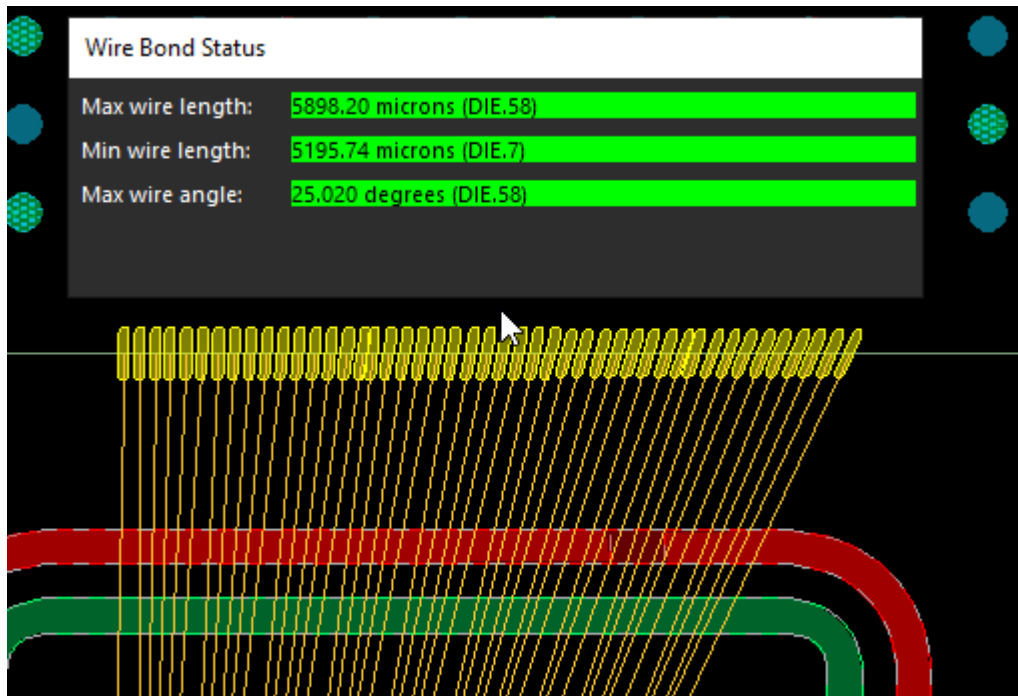 Wire Bond Status
Max wire length: 5898.20 microns (DIE.58)
Min wire length: 5195.74 microns (DIE.7)
Max wire angle: 25.020 degrees (DIE.58)